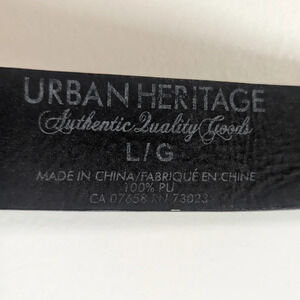 URBAN HERITAGE
Authentic Quality Goods
L/G
MADE IN CHINA/FABRIQUÉ EN CHINE
100% PU
CA 07658 RN 73023